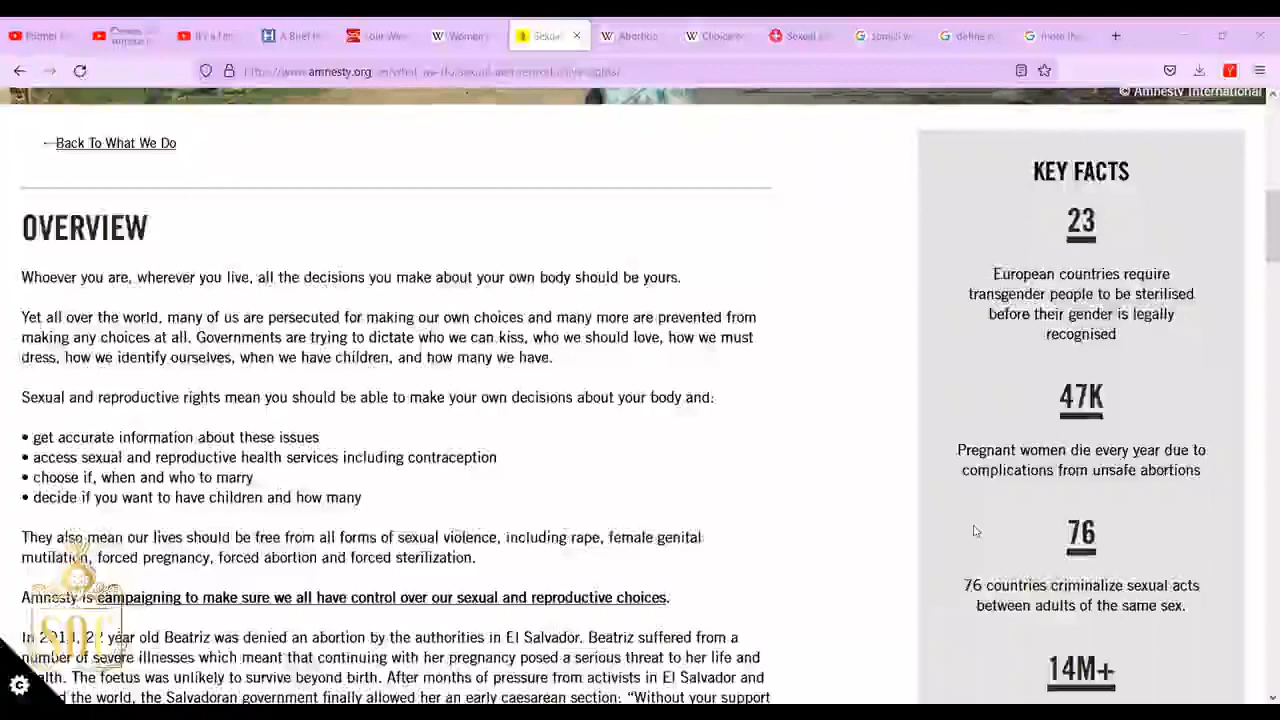 A Brief H
Your We
Women'
Sexua
Abortion
Choice
Sexual
define
more th
amnesty.org
© Amnesty International
Back To What We Do
OVERVIEW
Whoever you are, wherever you live, all the decisions you make about your own body should be yours.
Yet all over the world, many of us are persecuted for making our own choices and many more are prevented from
making any choices at all. Governments are trying to dictate who we can kiss, who we should love, how we must
dress, how we identify ourselves, when we have children, and how many we have.
Sexual and reproductive rights mean you should be able to make your own decisions about your body and:
• get accurate information about these issues
• access sexual and reproductive health services including contraception
• choose if, when and who to marry
• decide if you want to have children and how many
They also mean our lives should be free from all forms of sexual violence, including rape, female genital
mutilation, forced pregnancy, forced abortion and forced sterilization.
Amnesty is campaigning to make sure we all have control over our sexual and reproductive choices.
In year old Beatriz was denied an abortion by the authorities in El Salvador. Beatriz suffered from a
number of severe illnesses which meant that continuing with her pregnancy posed a serious threat to her life and
The foetus was unlikely to survive beyond birth. After months of pressure from activists in El Salvador and
the world, the Salvadoran government finally allowed her an early caesarean section: “Without your support
KEY FACTS
23
European countries require
transgender people to be sterilised
before their gender is legally
recognised
47K
Pregnant women die every year due to
complications from unsafe abortions
76
76 countries criminalize sexual acts
between adults of the same sex.
14M+